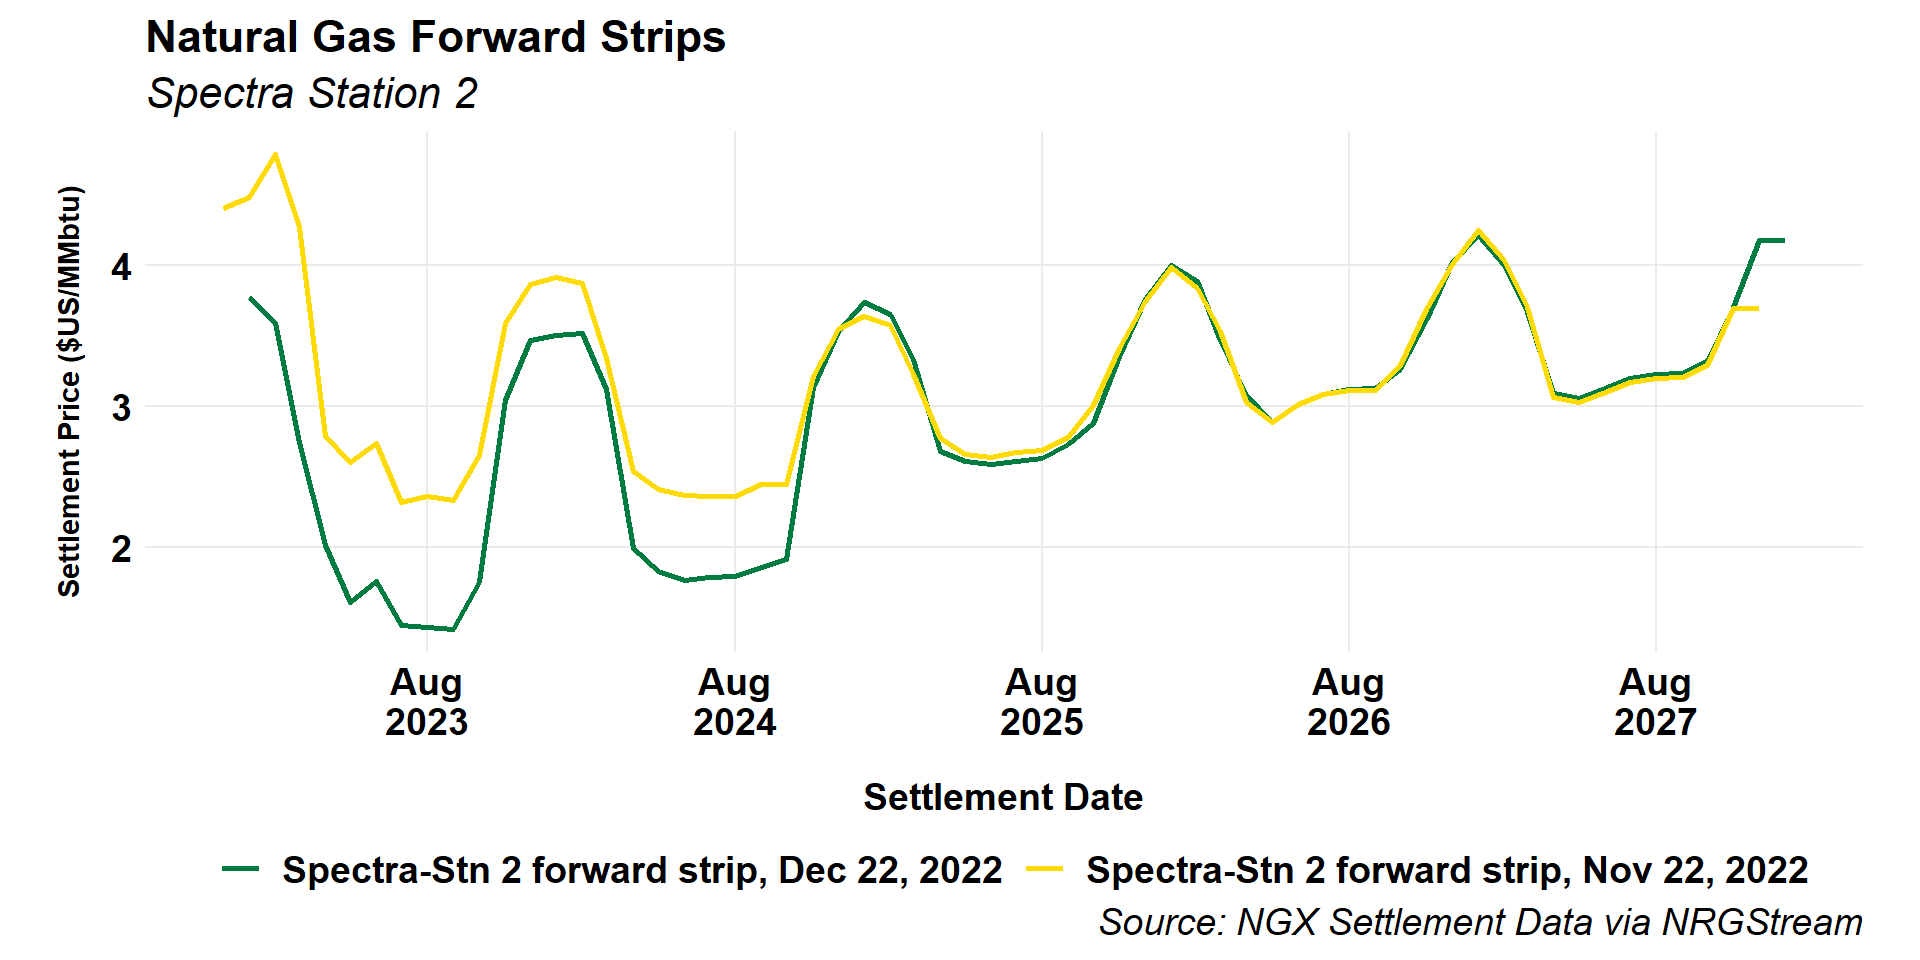 Natural Gas Forward Strips
Spectra Station 2
Settlement Price ($US/MMbtu)
4
3
2
Aug
2023
Aug
2024
Aug
2025
Aug
2026
Aug
2027
Settlement Date
Spectra-Stn 2 forward strip, Dec 22, 2022
Spectra-Stn 2 forward strip, Nov 22, 2022
Source: NGX Settlement Data via NRGStream